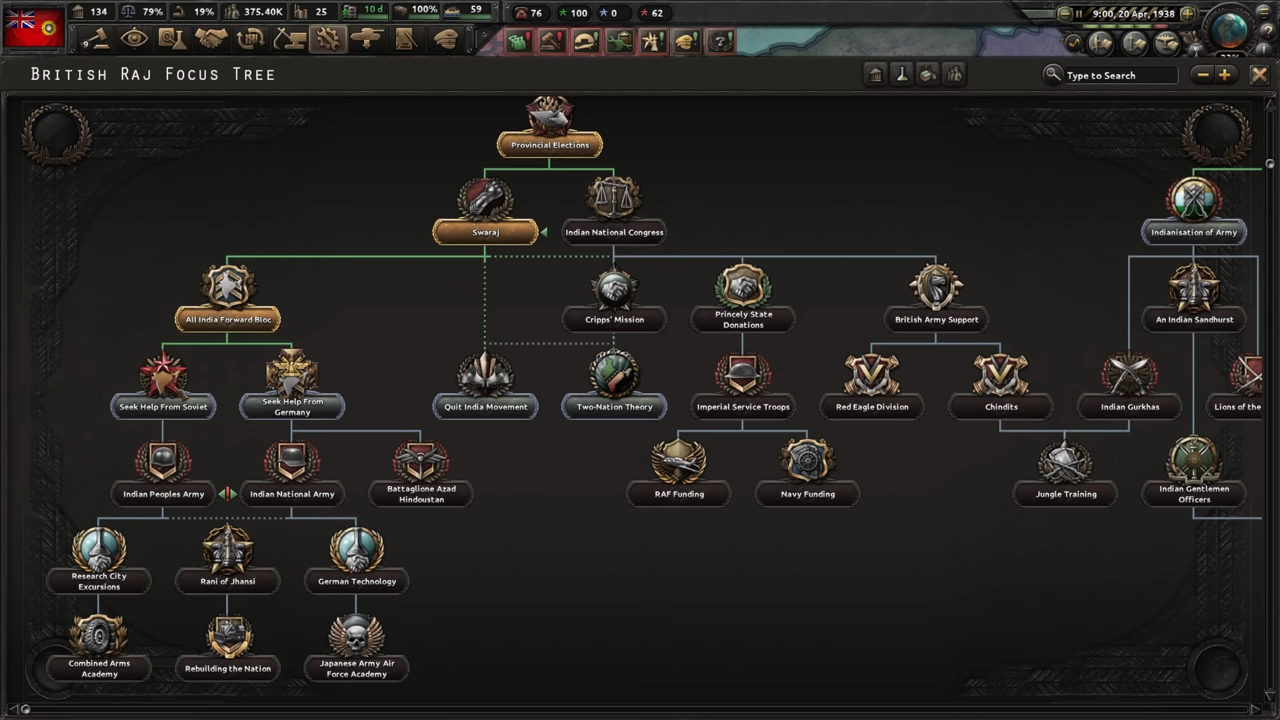 134
79%
19%
375.40K
25
10 d
100%
59
76
100
0
62
9:00, 20 Apr, 1938
9
British Raj Focus Tree
Type to Search
Provincial Elections
Swaraj
Indian National Congress
Indianisation of Army
All India Forward Bloc
Cripps' Mission
Princely State
Donations
British Army Support
An Indian Sandhurst
Seek Help From Soviet
Seek Help From
Germany
Quit India Movement
Two-Nation Theory
Imperial Service Troops
Red Eagle Division
Chindits
Indian Gurkhas
Lions of the
Indian Peoples Army
Indian National Army
Battaglione Azad
Hindoustan
RAF Funding
Navy Funding
Jungle Training
Indian Gentlemen
Officers
Research City
Excursions
Rani of Jhansi
German Technology
Combined Arms
Academy
Rebuilding the Nation
Japanese Army Air
Force Academy